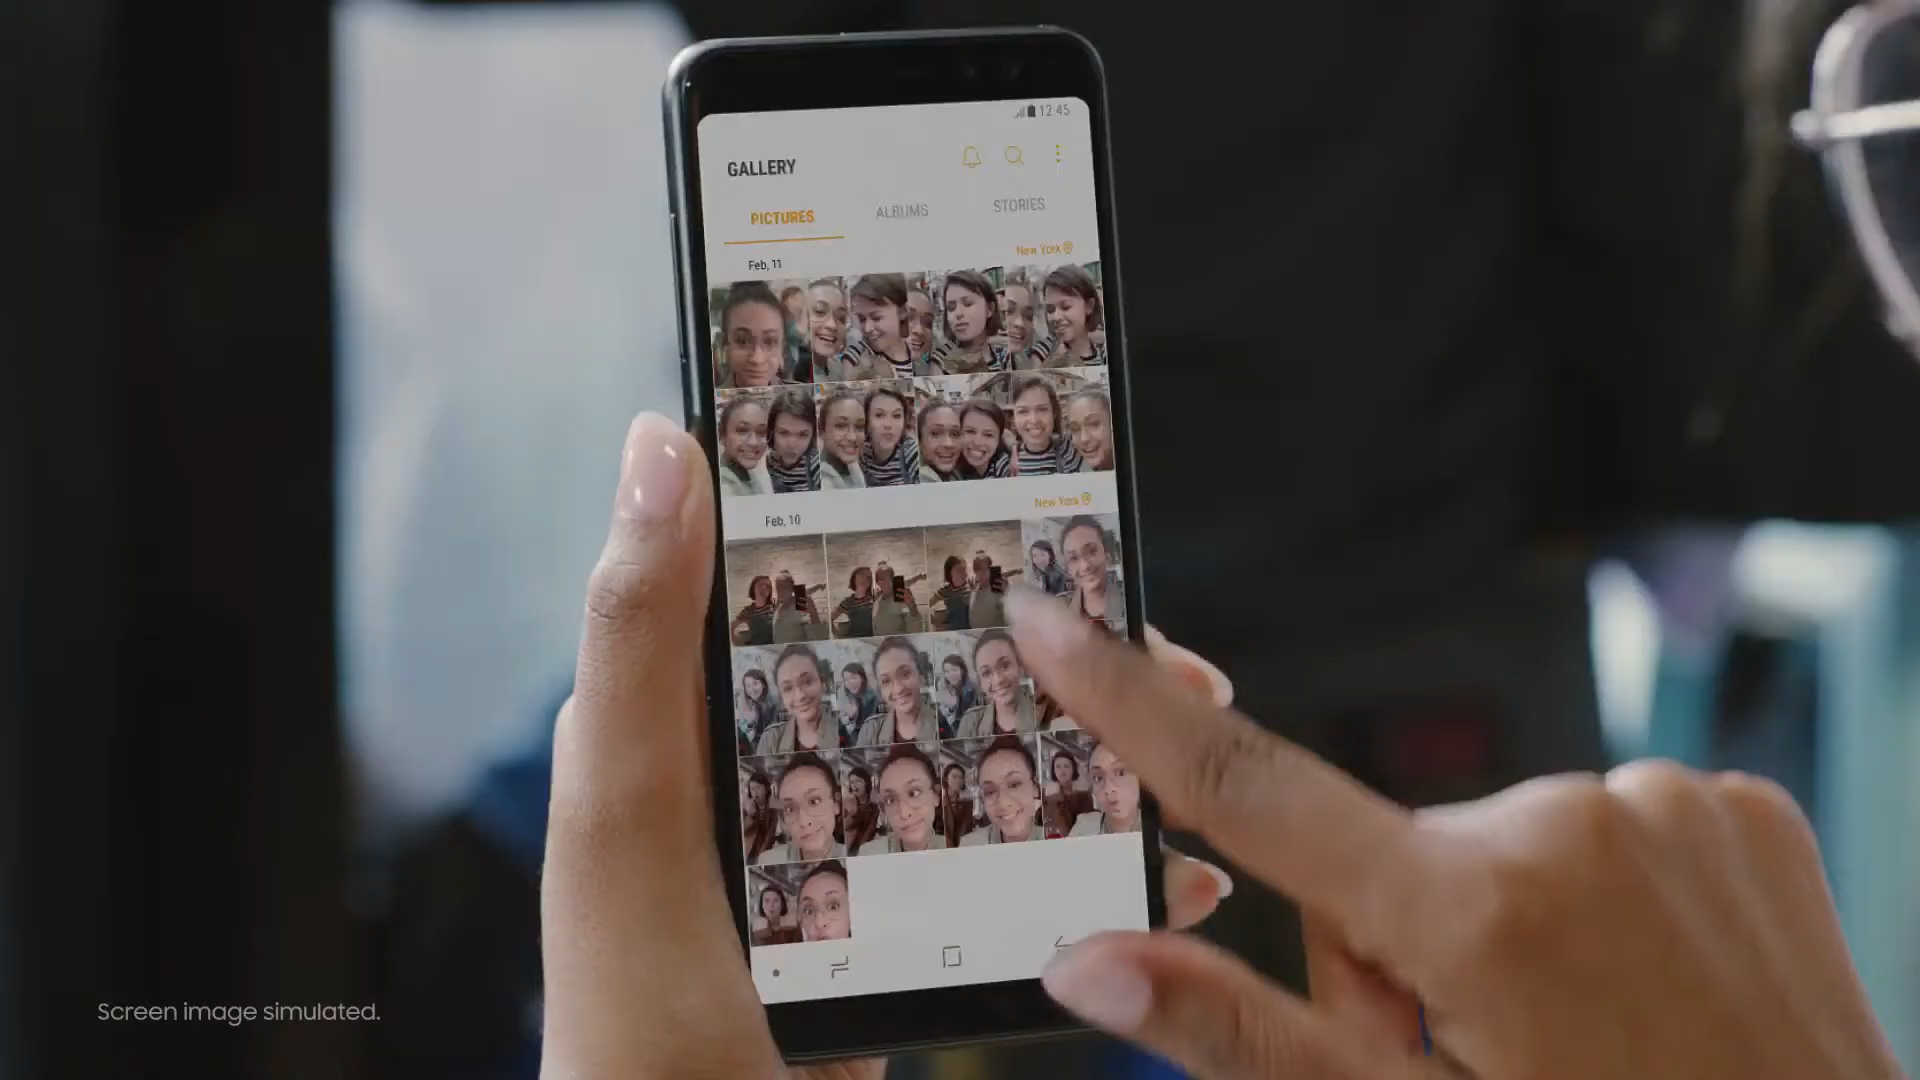 12:45
GALLERY
PICTURES
ALBUMS
STORIES
New York
Feb, 11
New York
Feb, 10
Screen image simulated.